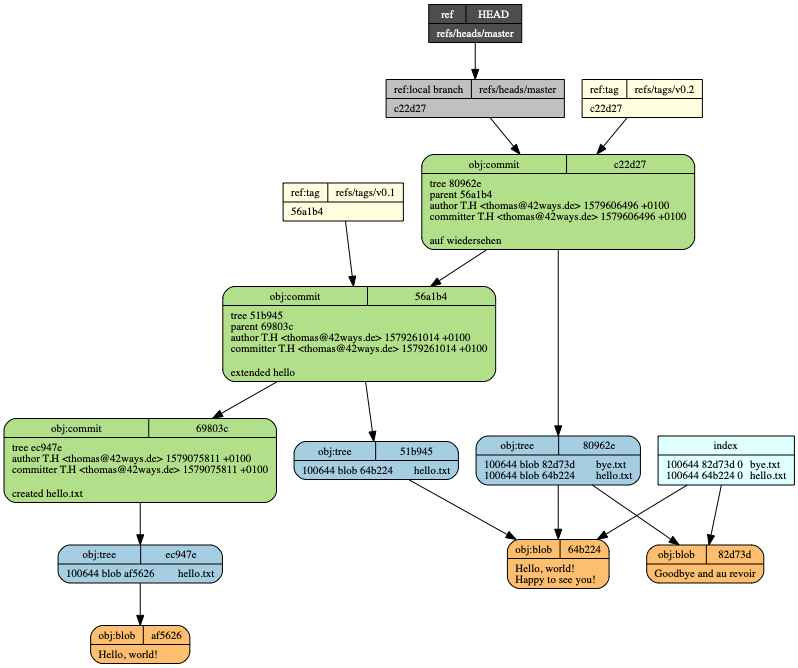 ref HEAD
refs/heads/master
ref:local branch refs/heads/master
c22d27
ref:tag refs/tags/v0.2
c22d27
obj:commit c22d27
tree 80962e
parent 56a1b4
author T.H <thomas@42ways.de> 1579606496 +0100
committer T.H <thomas@42ways.de> 1579606496 +0100
auf wiedersehen
ref:tag refs/tags/v0.1
56a1b4
obj:commit 56a1b4
tree 51b945
parent 69803c
author T.H <thomas@42ways.de> 1579261014 +0100
committer T.H <thomas@42ways.de> 1579261014 +0100
extended hello
obj:commit 69803c
tree ec947e
author T.H <thomas@42ways.de> 1579075811 +0100
committer T.H <thomas@42ways.de> 1579075811 +0100
created hello.txt
obj:tree 51b945
100644 blob 64b224 hello.txt
obj:tree 80962e
100644 blob 82d73d bye.txt
100644 blob 64b224 hello.txt
index
100644 82d73d 0 bye.txt
100644 64b224 0 hello.txt
obj:tree ec947e
100644 blob af5626 hello.txt
obj:blob 64b224
Hello, world!
Happy to see you!
obj:blob 82d73d
Goodbye and au revoir
obj:blob af5626
Hello, world!